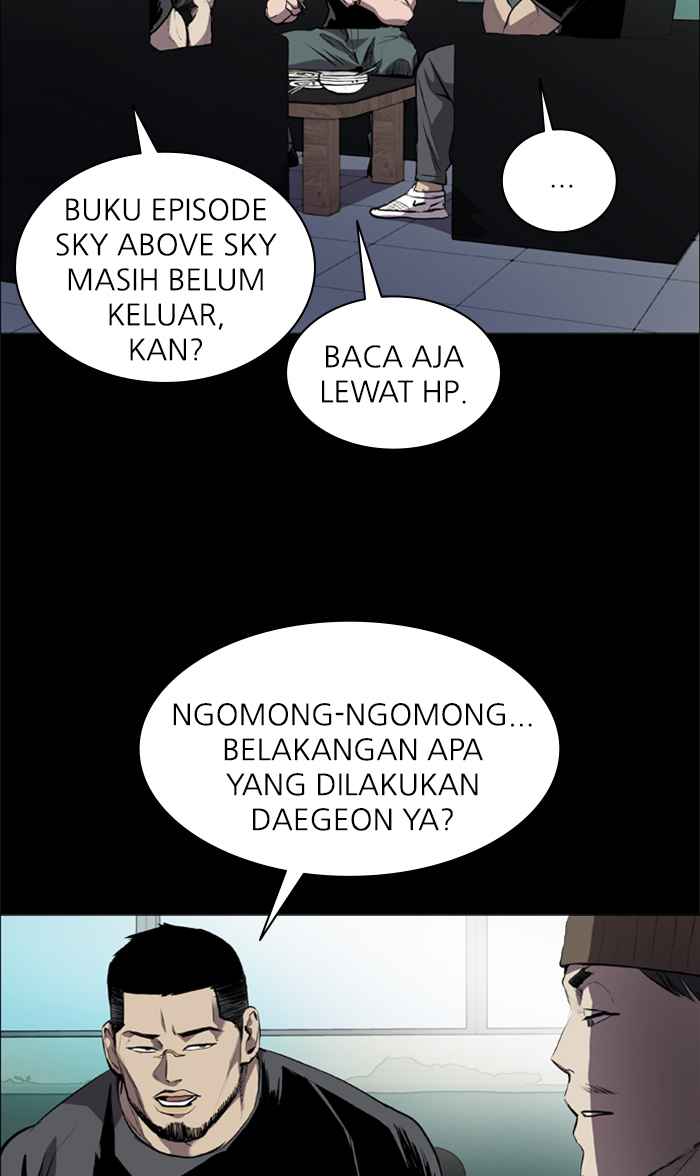 ...
BUKU EPISODE
SKY ABOVE SKY
MASIH BELUM
KELUAR,
KAN?
BACA AJA
LEWAT HP.
NGOMONG-NGOMONG...
BELAKANGAN APA
YANG DILAKUKAN
DAEGEON YA?